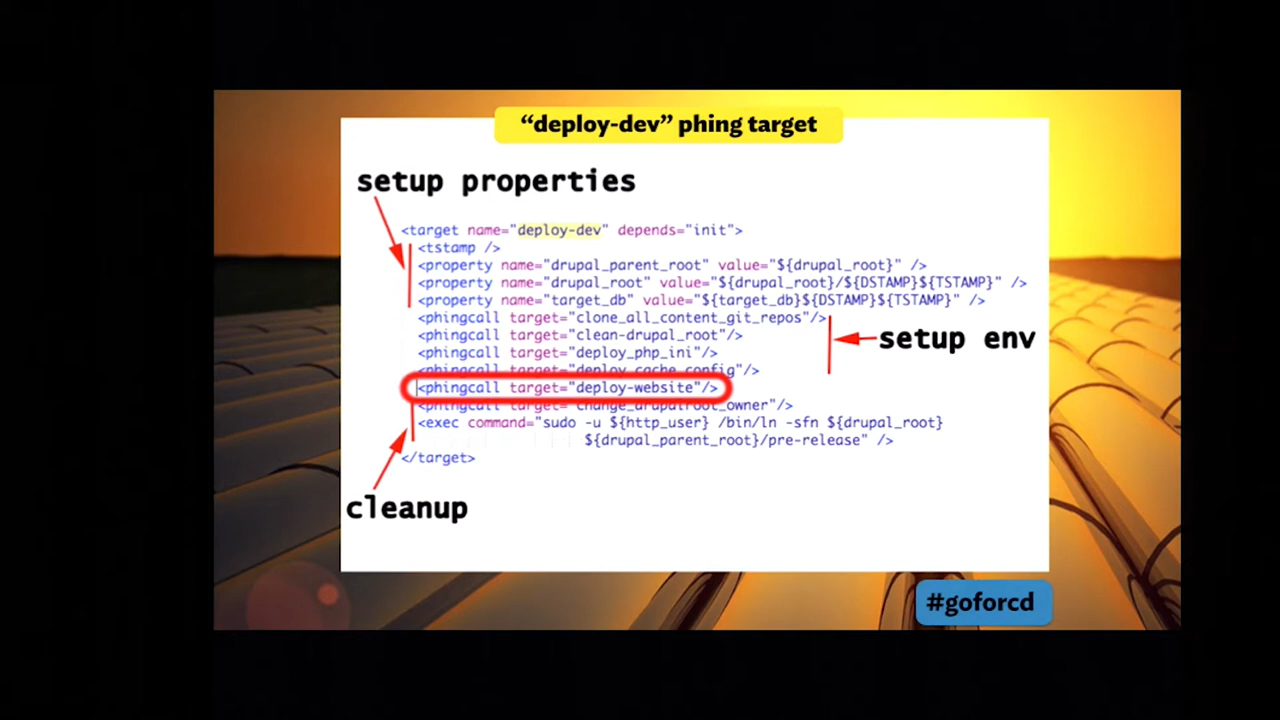 “deploy-dev” phing target
setup properties
<target name="deploy-dev" depends="init">
<tstamp />
<property name="drupal_parent_root" value="${drupal_root}" />
<property name="drupal_root" value="${drupal_root}/${DSTAMP}${TSTAMP}" />
<property name="target_db" value="${target_db}${DSTAMP}${TSTAMP}" />
<phingcall target="clone_all_content_git_repos"/>
<phingcall target="clean-drupal_root"/>
setup env
<phingcall target="deploy_php_ini"/>
<phingcall target="deploy_cache_config"/>
<phingcall target="deploy-website"/>
<phingcall target="change_drupalroot_owner"/>
<exec command="sudo -u ${http_user} /bin/ln -sfn ${drupal_root}
${drupal_parent_root}/pre-release" />
</target>
cleanup
#goforcd